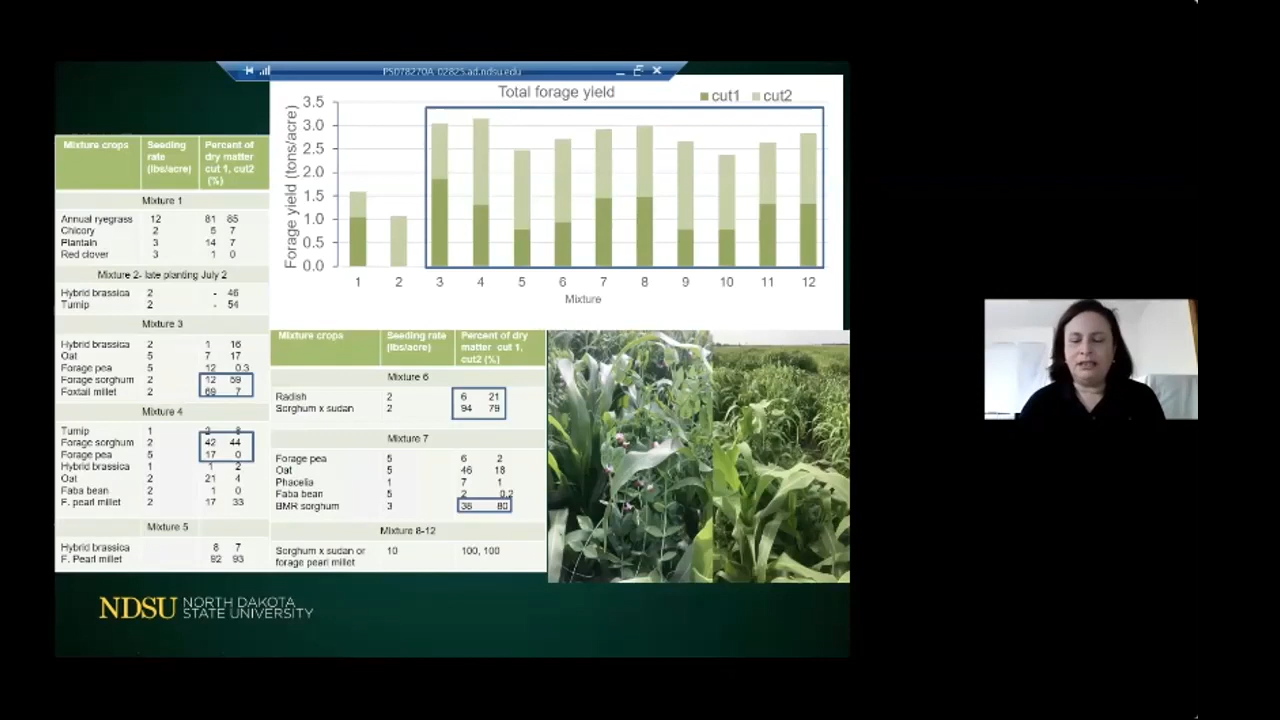 PS078270A_02825.ad.ndsu.edu
Total forage yield
cut1 cut2
Forage yield (tons/acre)
3.5
3.0
2.5
2.0
1.5
1.0
0.5
0.0
1 2 3 4 5 6 7 8 9 10 11 12
Mixture
Mixture crops Seeding rate (lbs/acre) Percent of dry matter cut 1, cut2 (%)
Mixture 1
Annual ryegrass 12 81 85
Chicory 2 5 7
Plantain 3 14 7
Red clover 3 1 0
Mixture 2- late planting July 2
Hybrid brassica 2 - 46
Turnip 2 - 54
Mixture 3
Hybrid brassica 2 1 16
Oat 5 7 17
Forage pea 5 12 0.3
Forage sorghum 2 12 59
Foxtail millet 2 69 7
Mixture 4
Turnip 1 2 8
Forage sorghum 2 42 44
Forage pea 5 17 0
Hybrid brassica 1 1 2
Oat 2 21 4
Faba bean 2 1 0
F. pearl millet 2 17 33
Mixture 5
Hybrid brassica 8 7
F. Pearl millet 92 93
Mixture crops Seeding rate (lbs/acre) Percent of dry matter cut 1, cut2 (%)
Mixture 6
Radish 2 6 21
Sorghum x sudan 2 94 79
Mixture 7
Forage pea 5 6 2
Oat 5 46 18
Phacelia 1 7 1
Faba bean 5 2 0.2
BMR sorghum 3 38 80
Mixture 8-12
Sorghum x sudan or 10 100, 100
forage pearl millet
NDSU NORTH DAKOTA
STATE UNIVERSITY